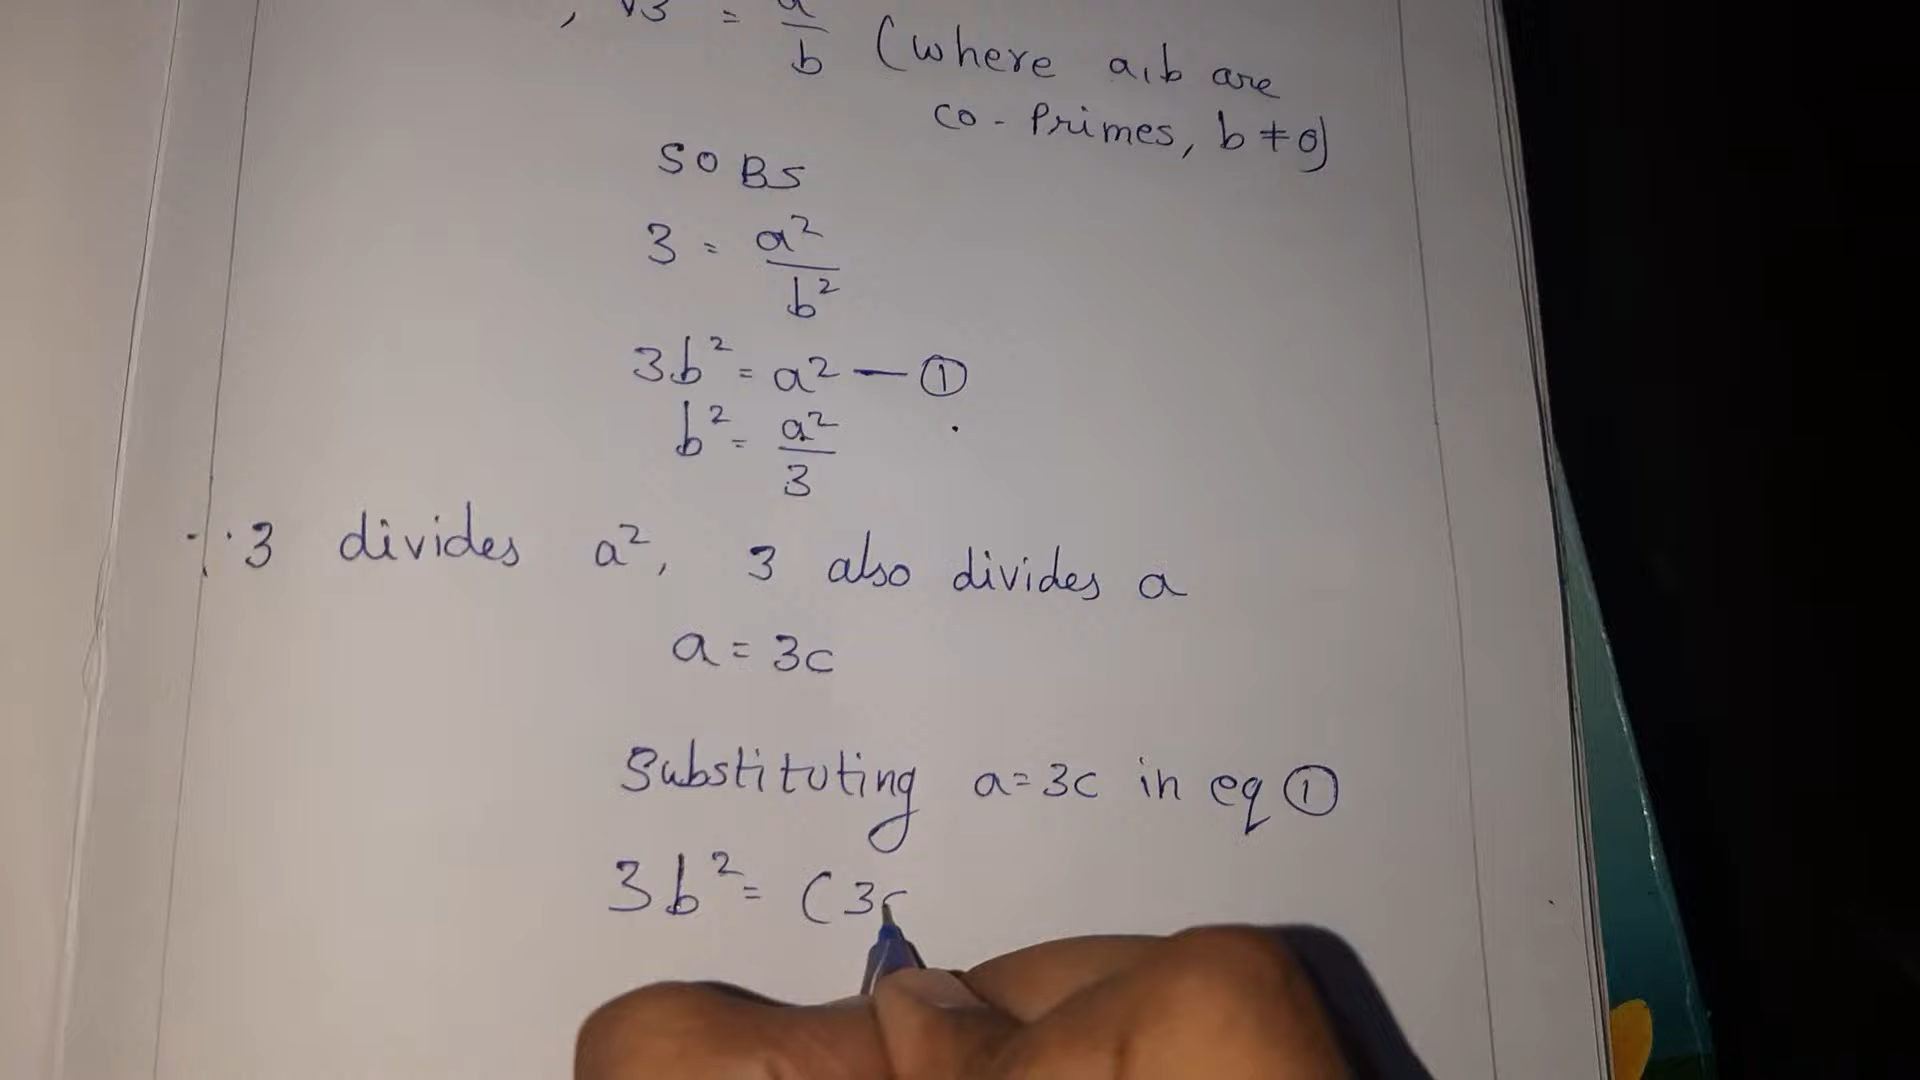 , √3 = a/b (where a,b are
co-Primes, b≠0)
SOBS
3 = a²/b²
3b² = a² — ①
b² = a²/3
∵ 3 divides a², 3 also divides a
a = 3c
Substituting a=3c in eq ①
3b² = (3c